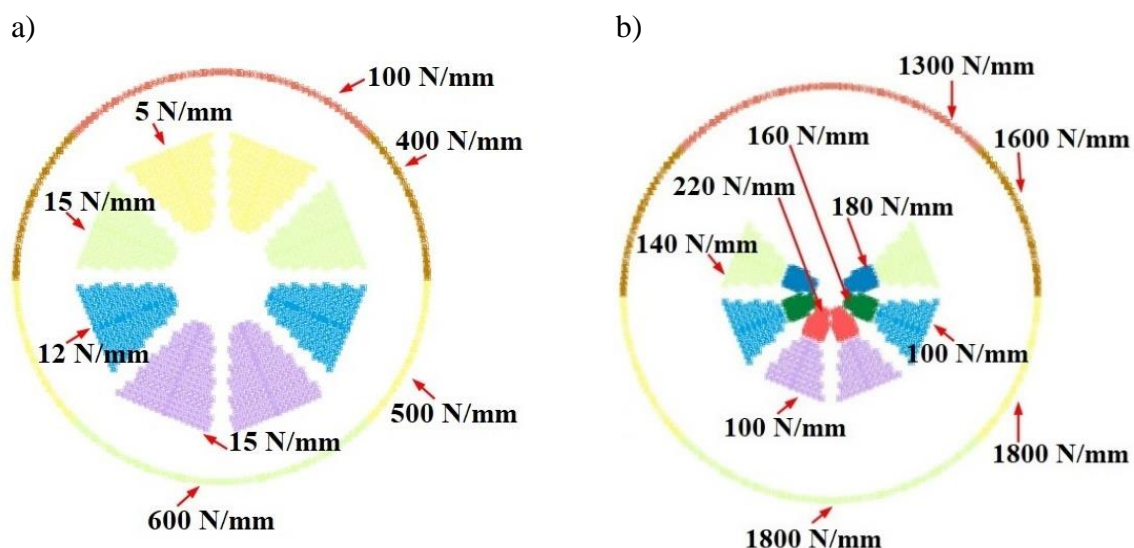 a)
100 N/mm
5 N/mm
400 N/mm
15 N/mm
12 N/mm
500 N/mm
15 N/mm
600 N/mm
b)
1300 N/mm
160 N/mm
1600 N/mm
220 N/mm
180 N/mm
140 N/mm
100 N/mm
100 N/mm
1800 N/mm
1800 N/mm